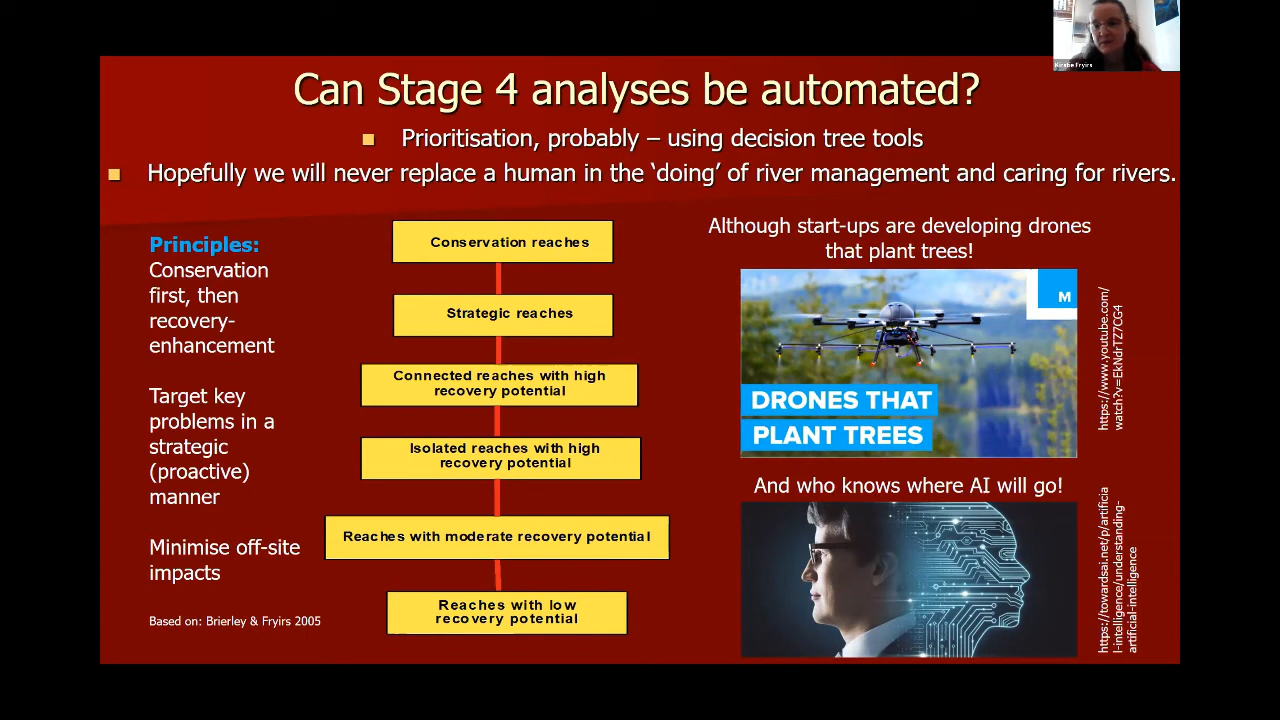 Kirstie Fryirs
Can Stage 4 analyses be automated?
Prioritisation, probably – using decision tree tools
Hopefully we will never replace a human in the ‘doing’ of river management and caring for rivers.
Principles:
Conservation
first, then
recovery-
enhancement
Target key
problems in a
strategic
(proactive)
manner
Minimise off-site
impacts
Based on: Brierley & Fryirs 2005
Conservation reaches
Strategic reaches
Connected reaches with high
recovery potential
Isolated reaches with high
recovery potential
Reaches with moderate recovery potential
Reaches with low
recovery potential
Although start-ups are developing drones
that plant trees!
M
DRONES THAT
PLANT TREES
https://www.youtube.com/
watch?v=EkNdrTZ7CG4
And who knows where AI will go!
https://towardsai.net/p/artificia
l-intelligence/understanding-
artificial-intelligence